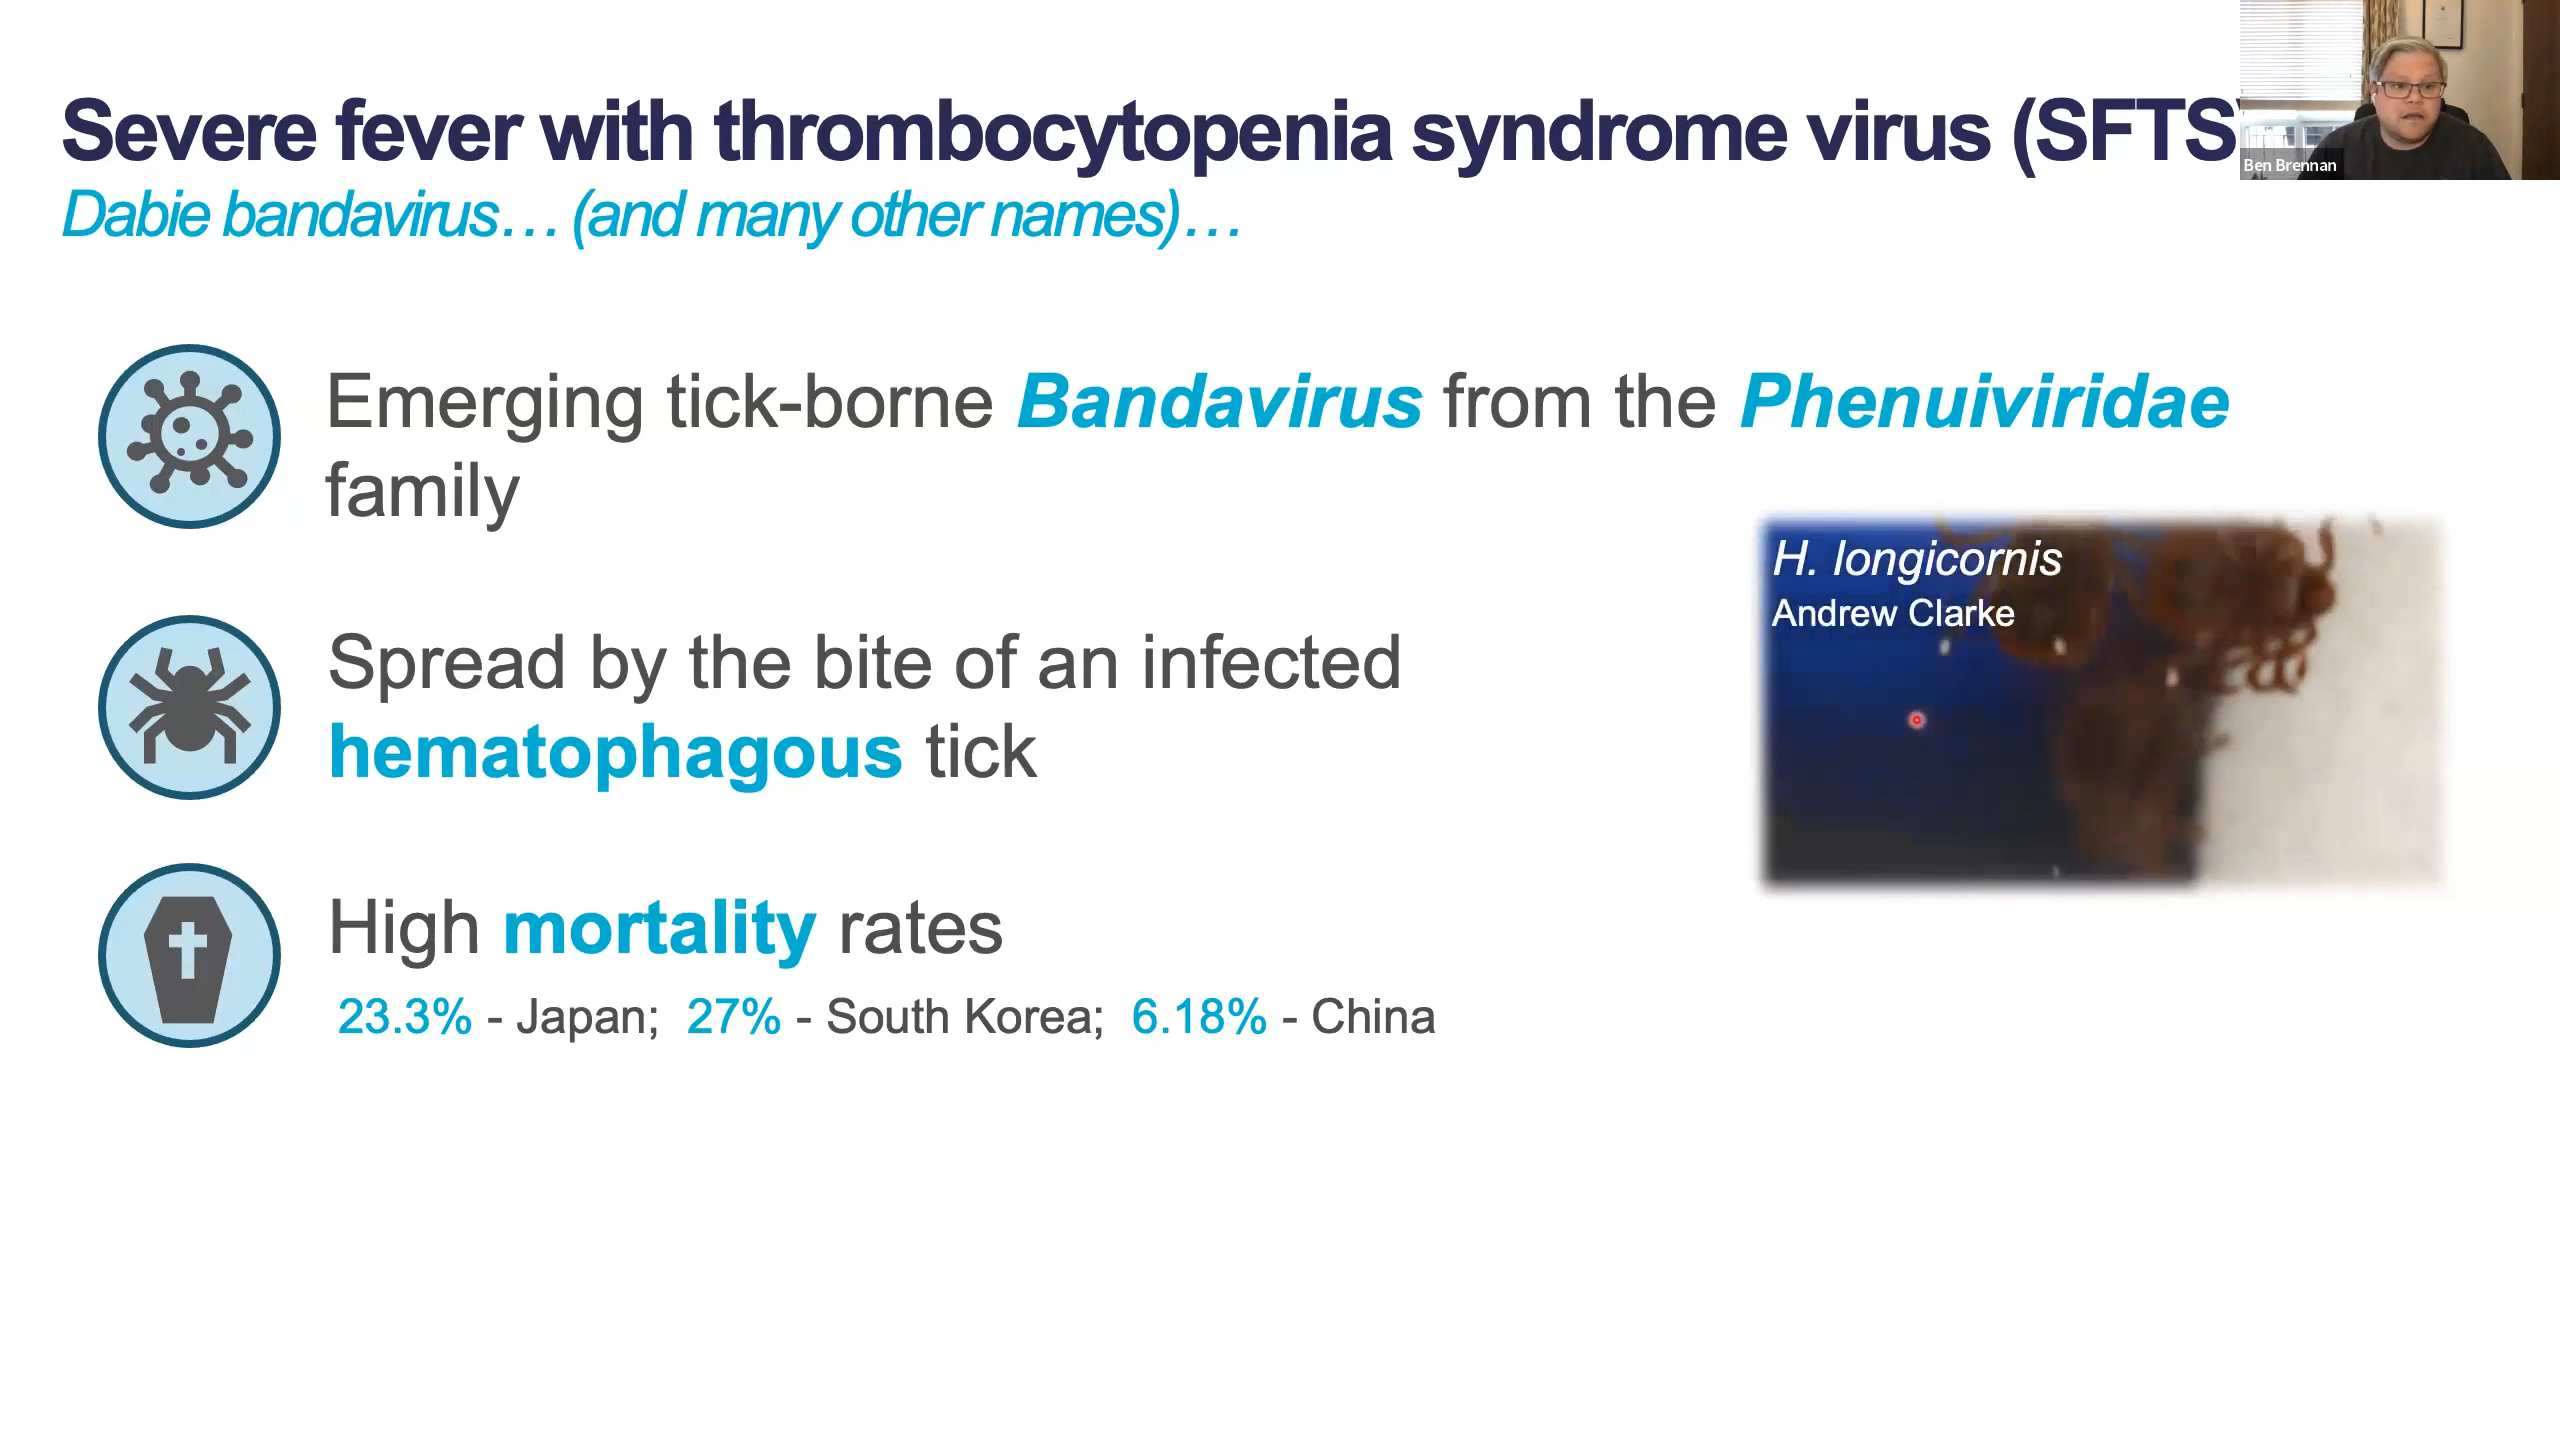 Severe fever with thrombocytopenia syndrome virus (SFTS
Ben Brennan
Dabie bandavirus… (and many other names)…
Emerging tick-borne Bandavirus from the Phenuiviridae
family
H. longicornis
Andrew Clarke
Spread by the bite of an infected
hematophagous tick
High mortality rates
23.3% - Japan; 27% - South Korea; 6.18% - China